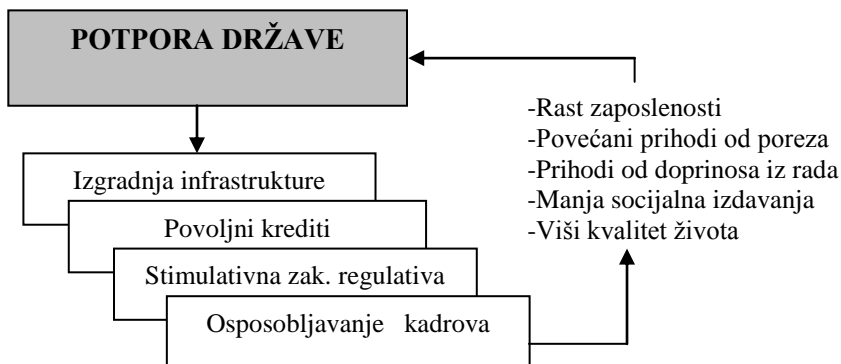 POTPORA DRŽAVE
Izgradnja infrastrukture
Povoljni krediti
Stimulativna zak. regulativa
Osposobljavanje kadrova
-Rast zaposlenosti
-Povećani prihodi od poreza
-Prihodi od doprinosa iz rada
-Manja socijalna izdavanja
-Viši kvalitet života